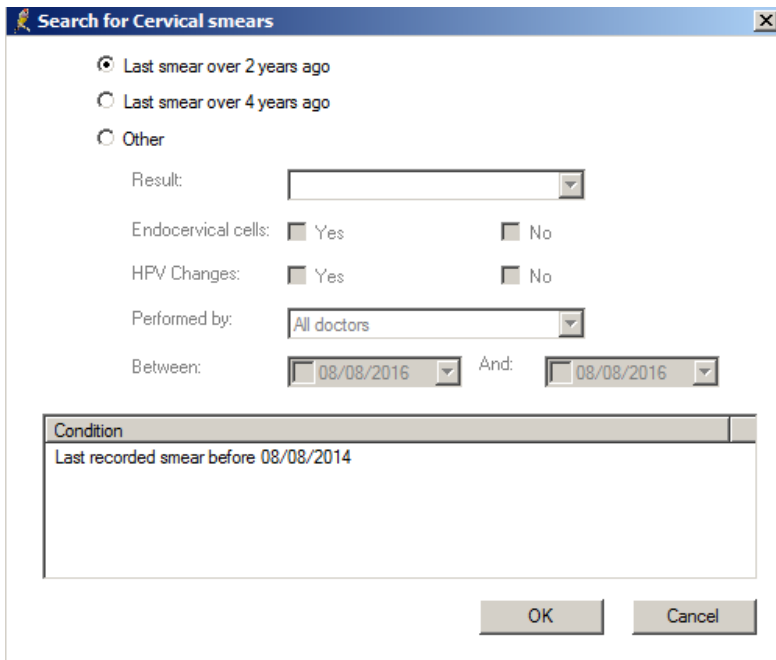 Search for Cervical smears
Last smear over 2 years ago
Last smear over 4 years ago
Other
Result:
Endocervical cells: Yes No
HPV Changes: Yes No
Performed by: All doctors
Between: 08/08/2016 And: 08/08/2016
Condition
Last recorded smear before 08/08/2014
OK Cancel